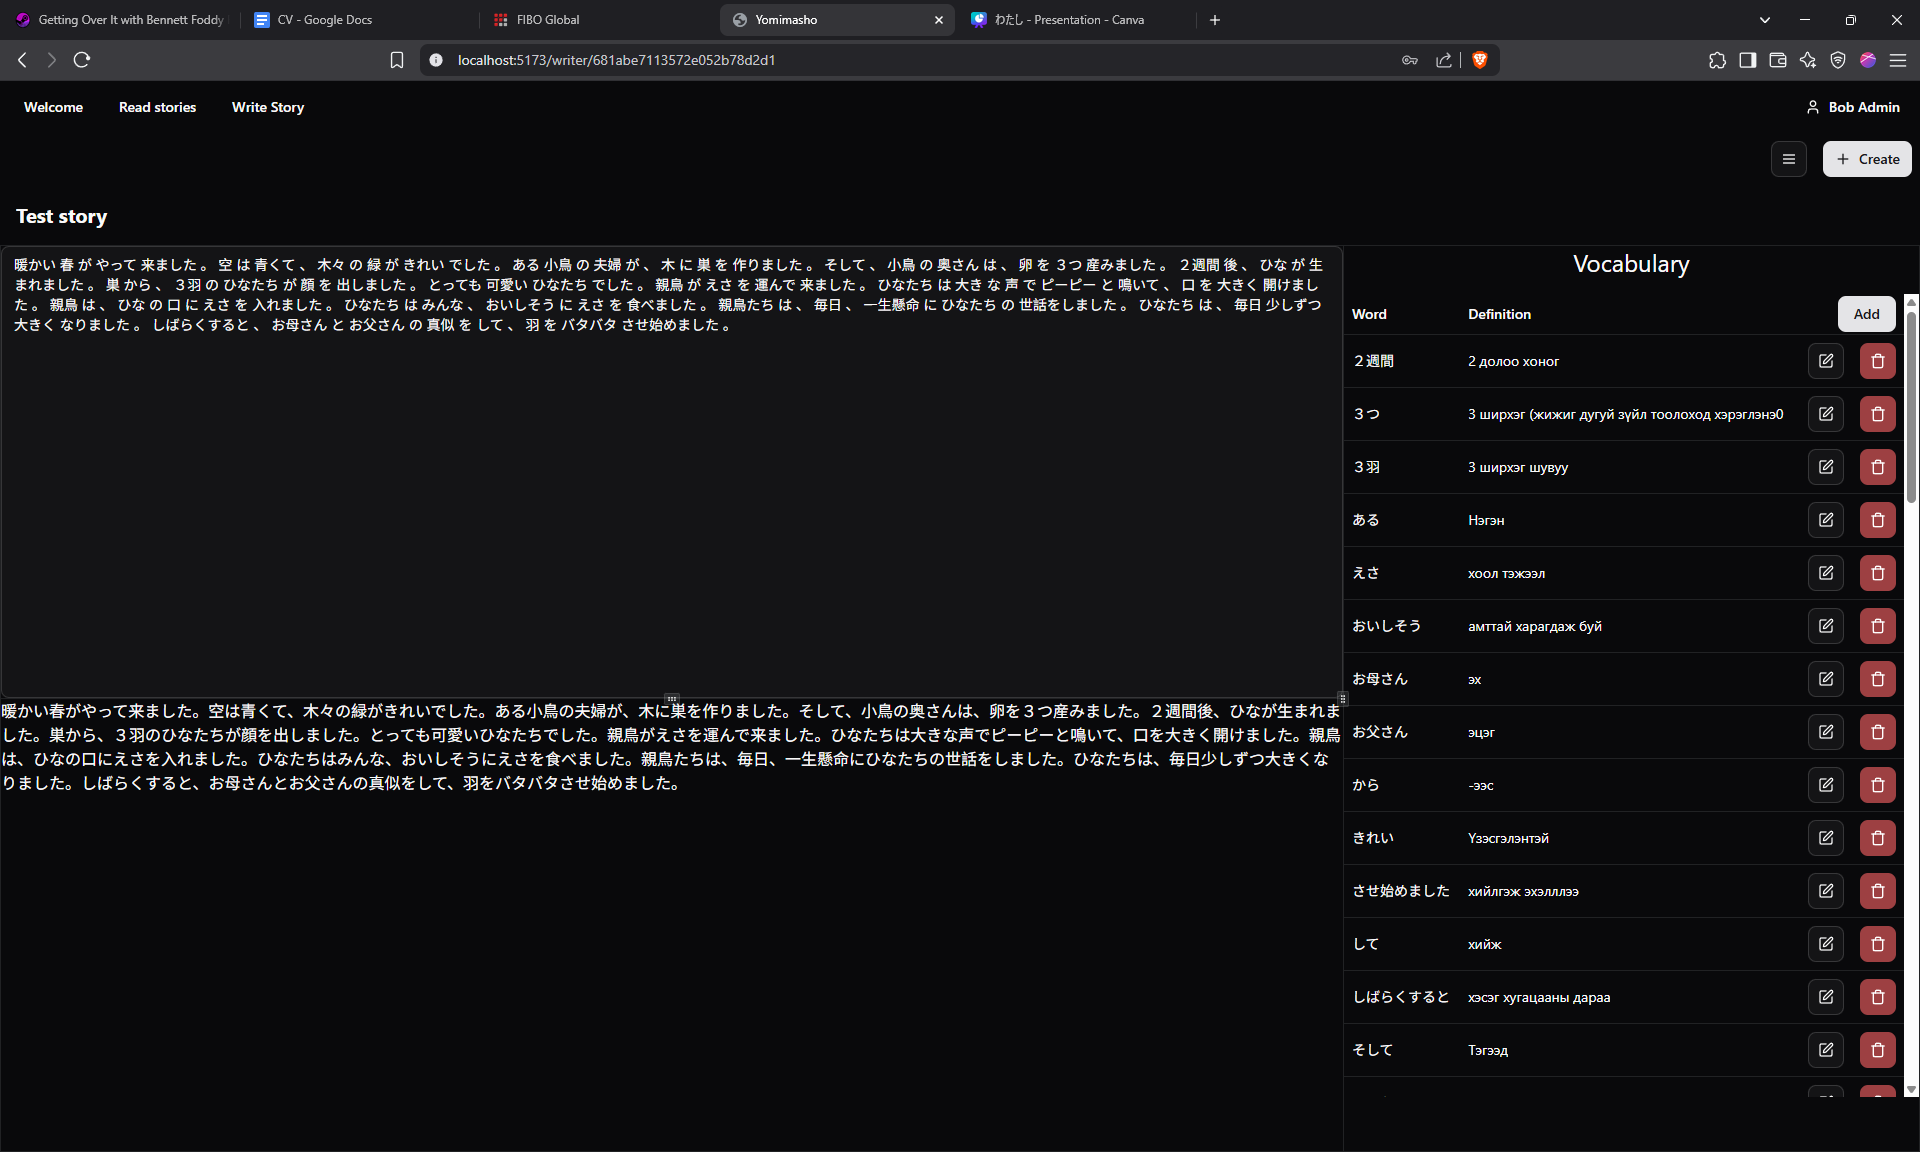 Getting Over It with Bennett Foddy
CV - Google Docs
FIBO Global
Yomimasho
わたし - Presentation - Canva
localhost:5173/writer/681abe7113572e052b78d2d1
Welcome
Read stories
Write Story
Bob Admin
Create
Test story
暖かい 春 が やって 来ました 。 空 は 青くて 、 木々 の 緑 が きれい でした 。 ある 小鳥 の 夫婦 が 、 木 に 巣 を 作りました 。 そして 、 小鳥 の 奥さん は 、 卵 を ３つ 産みました 。 ２週間 後 、 ひな が 生
まれました 。 巣 から 、 ３羽 の ひなたち が 顔 を 出しました 。 とっても 可愛い ひなたち でした 。 親鳥 が えさ を 運んで 来ました 。 ひなたち は 大き な 声 で ピーピー と 鳴いて 、 口 を 大きく 開けまし
た 。 親鳥 は 、 ひな の 口 に えさ を 入れました 。 ひなたち は みんな 、 おいしそう に えさ を 食べました 。 親鳥たち は 、 毎日 、 一生懸命 に ひなたち の 世話をしました 。 ひなたち は 、 毎日 少しずつ
大きく なりました 。 しばらくすると 、 お母さん と お父さん の 真似 を して 、 羽 を バタバタ させ始めました 。
暖かい春がやって来ました。空は青くて、木々の緑がきれいでした。ある小鳥の夫婦が、木に巣を作りました。そして、小鳥の奥さんは、卵を３つ産みました。２週間後、ひなが生まれま
した。巣から、３羽のひなたちが顔を出しました。とっても可愛いひなたちでした。親鳥がえさを運んで来ました。ひなたちは大きな声でピーピーと鳴いて、口を大きく開けました。親鳥
は、ひなの口にえさを入れました。ひなたちはみんな、おいしそうにえさを食べました。親鳥たちは、毎日、一生懸命にひなたちの世話をしました。ひなたちは、毎日少しずつ大きくな
りました。しばらくすると、お母さんとお父さんの真似をして、羽をバタバタさせ始めました。
Vocabulary
Word Definition Add
２週間 2 долоо хоног
３つ 3 ширхэг (жижиг дугуй зүйл тоолоход хэрэглэнэ0
３羽 3 ширхэг шувуу
ある Нэгэн
えさ хоол тэжээл
おいしそう амттай харагдаж буй
お母さん эх
お父さん эцэг
から -ээс
きれい Үзэсгэлэнтэй
させ始めました хийлгэж эхэлллээ
して хийж
しばらくすると хэсэг хугацааны дараа
そして Тэгээд